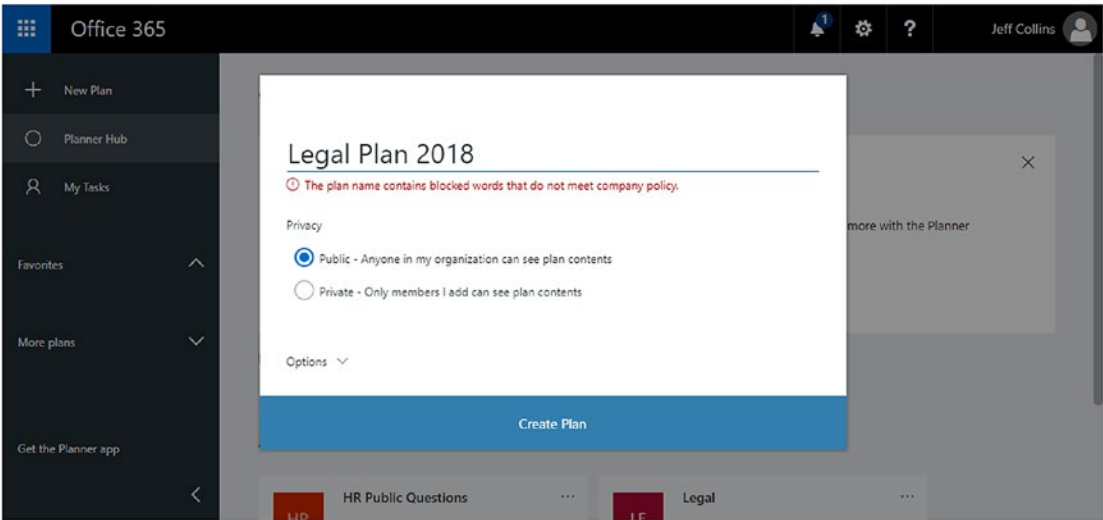 Office 365
1
?
Jeff Collins
New Plan
Planner Hub
My Tasks
Favorites
More plans
Get the Planner app
Legal Plan 2018
The plan name contains blocked words that do not meet company policy.
Privacy
Public - Anyone in my organization can see plan contents
Private - Only members I add can see plan contents
Options
Create Plan
more with the Planner
HR Public Questions
HR
Legal
LE